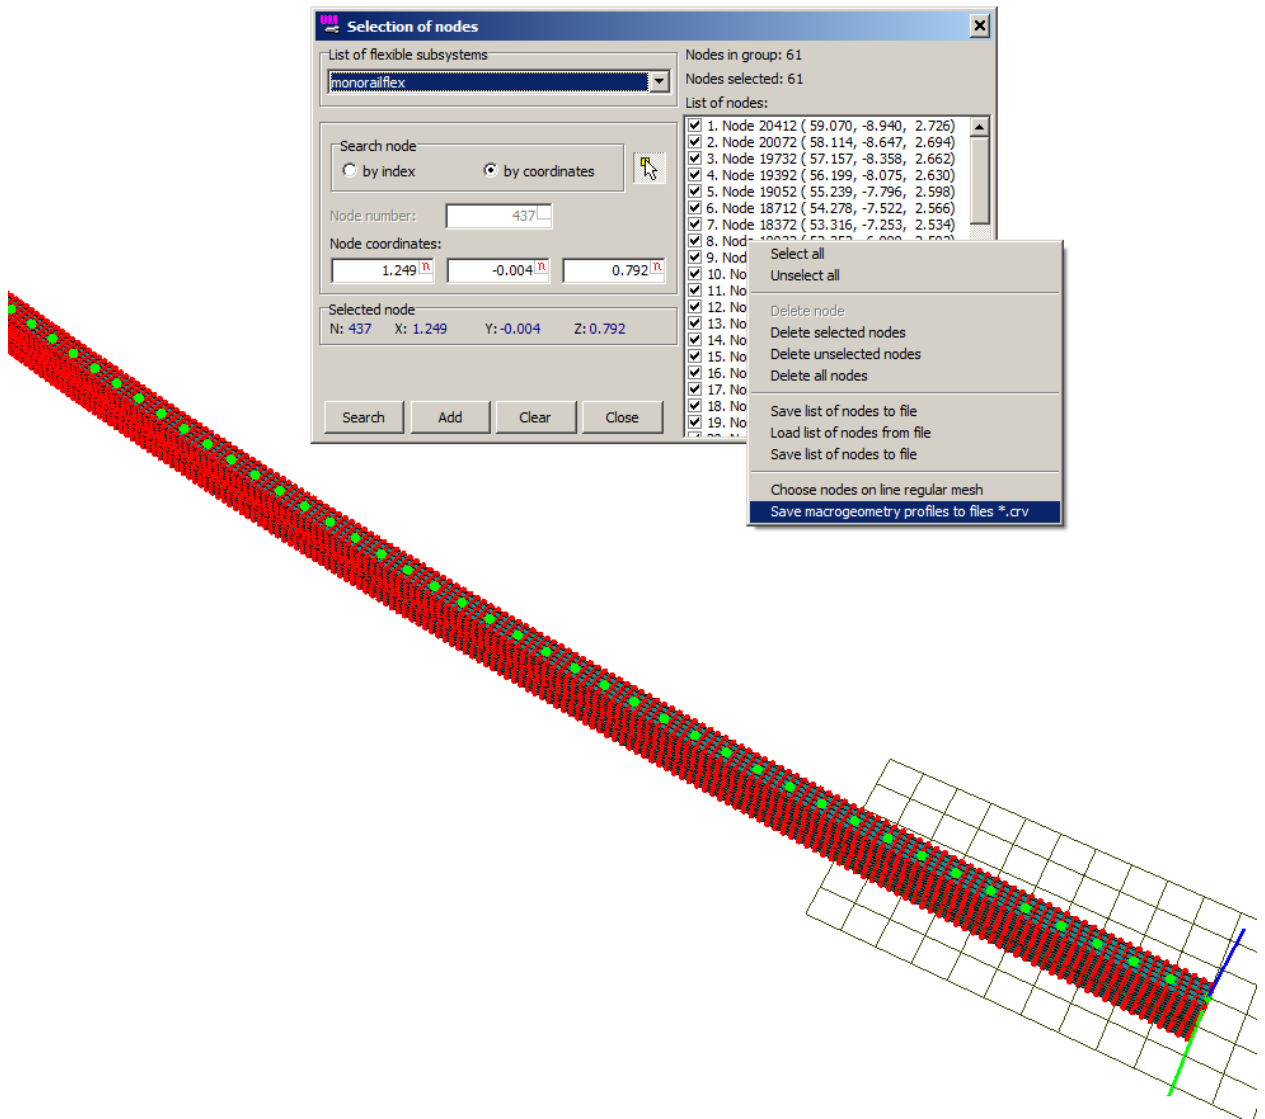 UM
Selection of nodes
List of flexible subsystems
monorailflex
Search node
by index
by coordinates
Node number:
437
Node coordinates:
1.249 n
-0.004 n
0.792 n
Selected node
N: 437 X: 1.249 Y:-0.004 Z: 0.792
Search
Add
Clear
Close
Nodes in group: 61
Nodes selected: 61
List of nodes:
1. Node 20412 ( 59.070, -8.940, 2.726)
2. Node 20072 ( 58.114, -8.647, 2.694)
3. Node 19732 ( 57.157, -8.358, 2.662)
4. Node 19392 ( 56.199, -8.075, 2.630)
5. Node 19052 ( 55.239, -7.796, 2.598)
6. Node 18712 ( 54.278, -7.522, 2.566)
7. Node 18372 ( 53.316, -7.253, 2.534)
8. Node
9. Nod
10. No
11. No
12. No
13. No
14. No
15. No
16. No
17. No
18. No
19. No
Select all
Unselect all
Delete node
Delete selected nodes
Delete unselected nodes
Delete all nodes
Save list of nodes to file
Load list of nodes from file
Save list of nodes to file
Choose nodes on line regular mesh
Save macrogeometry profiles to files *.crv